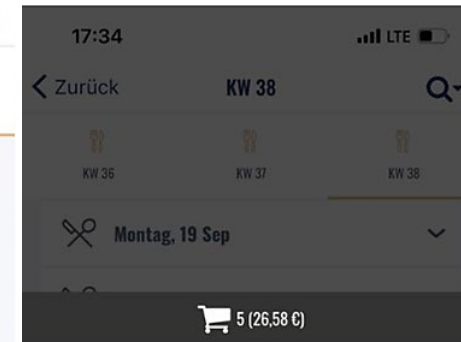 17:34 LTE
Zurück KW 38
KW 36 KW 37 KW 38
Montag, 19 Sep
5 (26,58 €)